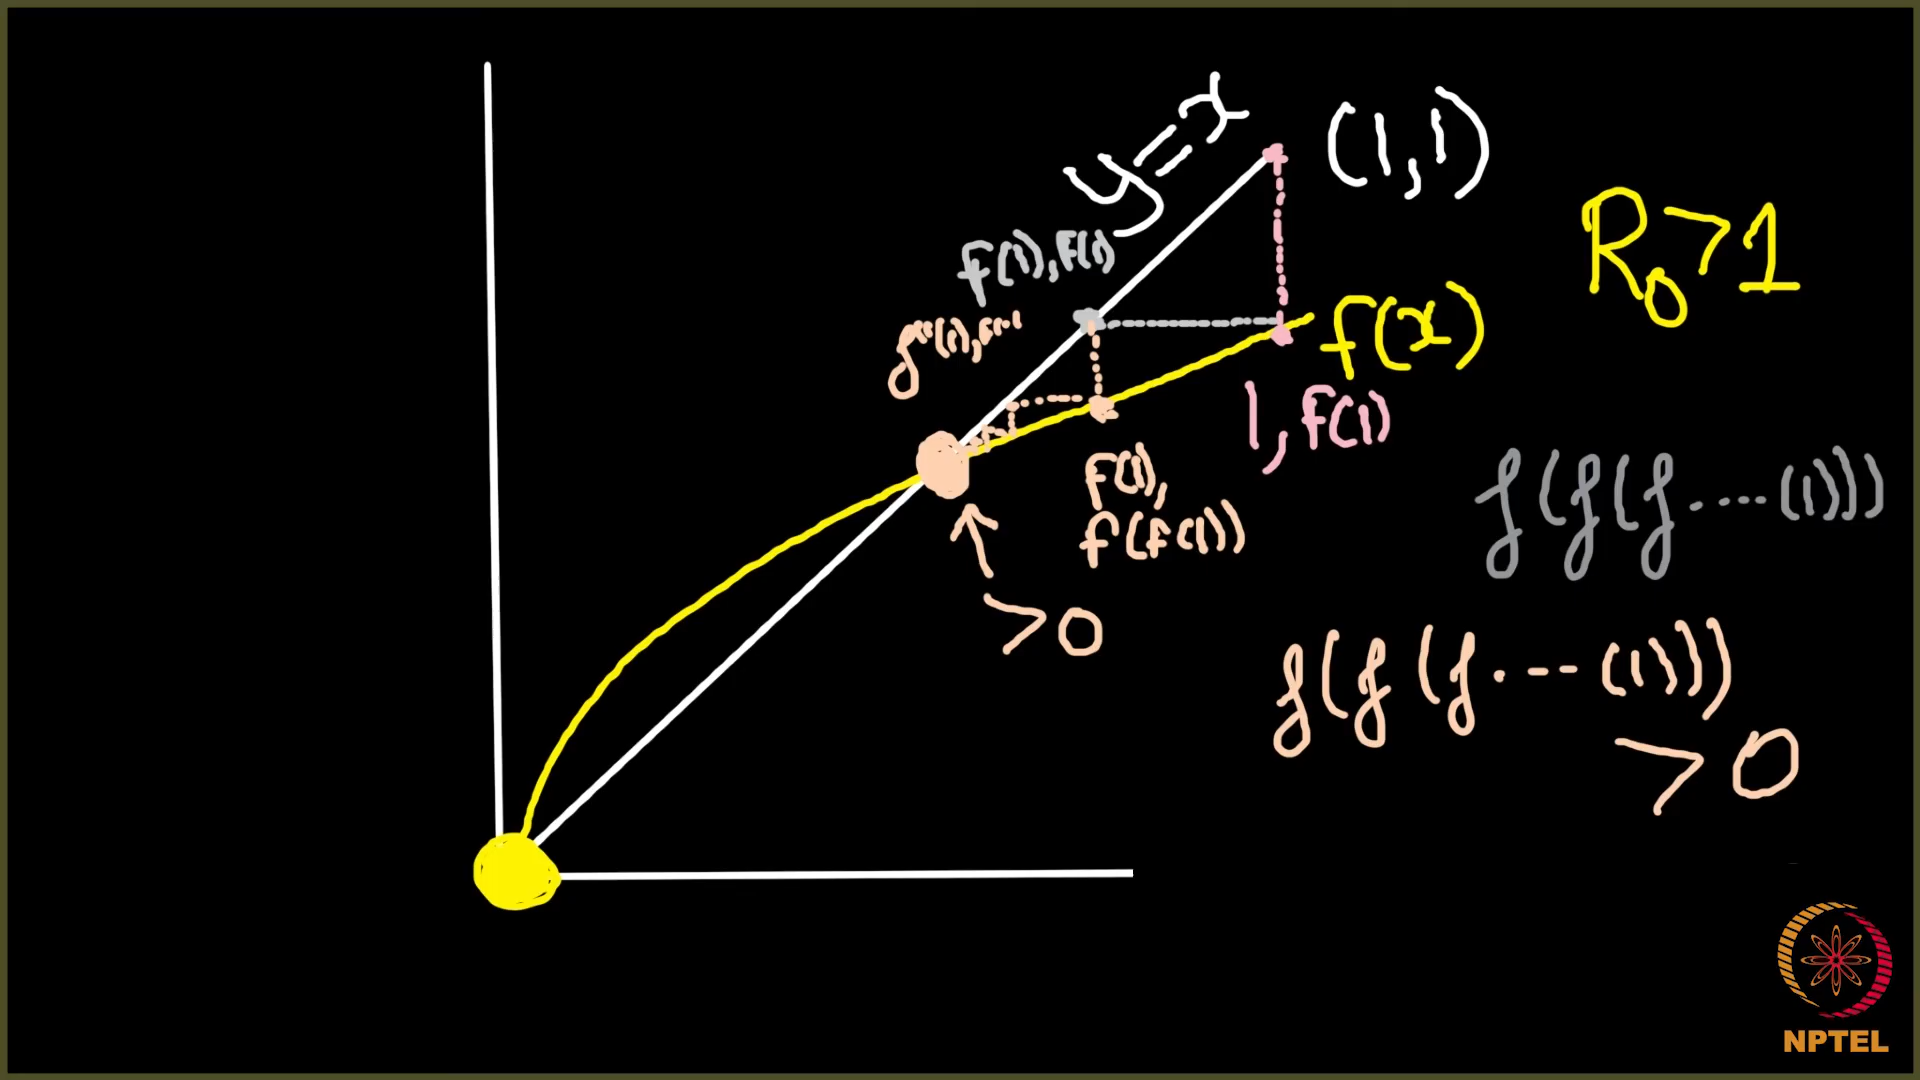 y=x
(1,1)
R₀>1
f(1), f(1)
f(x)
1, f(1)
f(1),
f(f(1))
>0
f(f(f....(1)))
f(f(f.--(1)))
>0
NPTEL